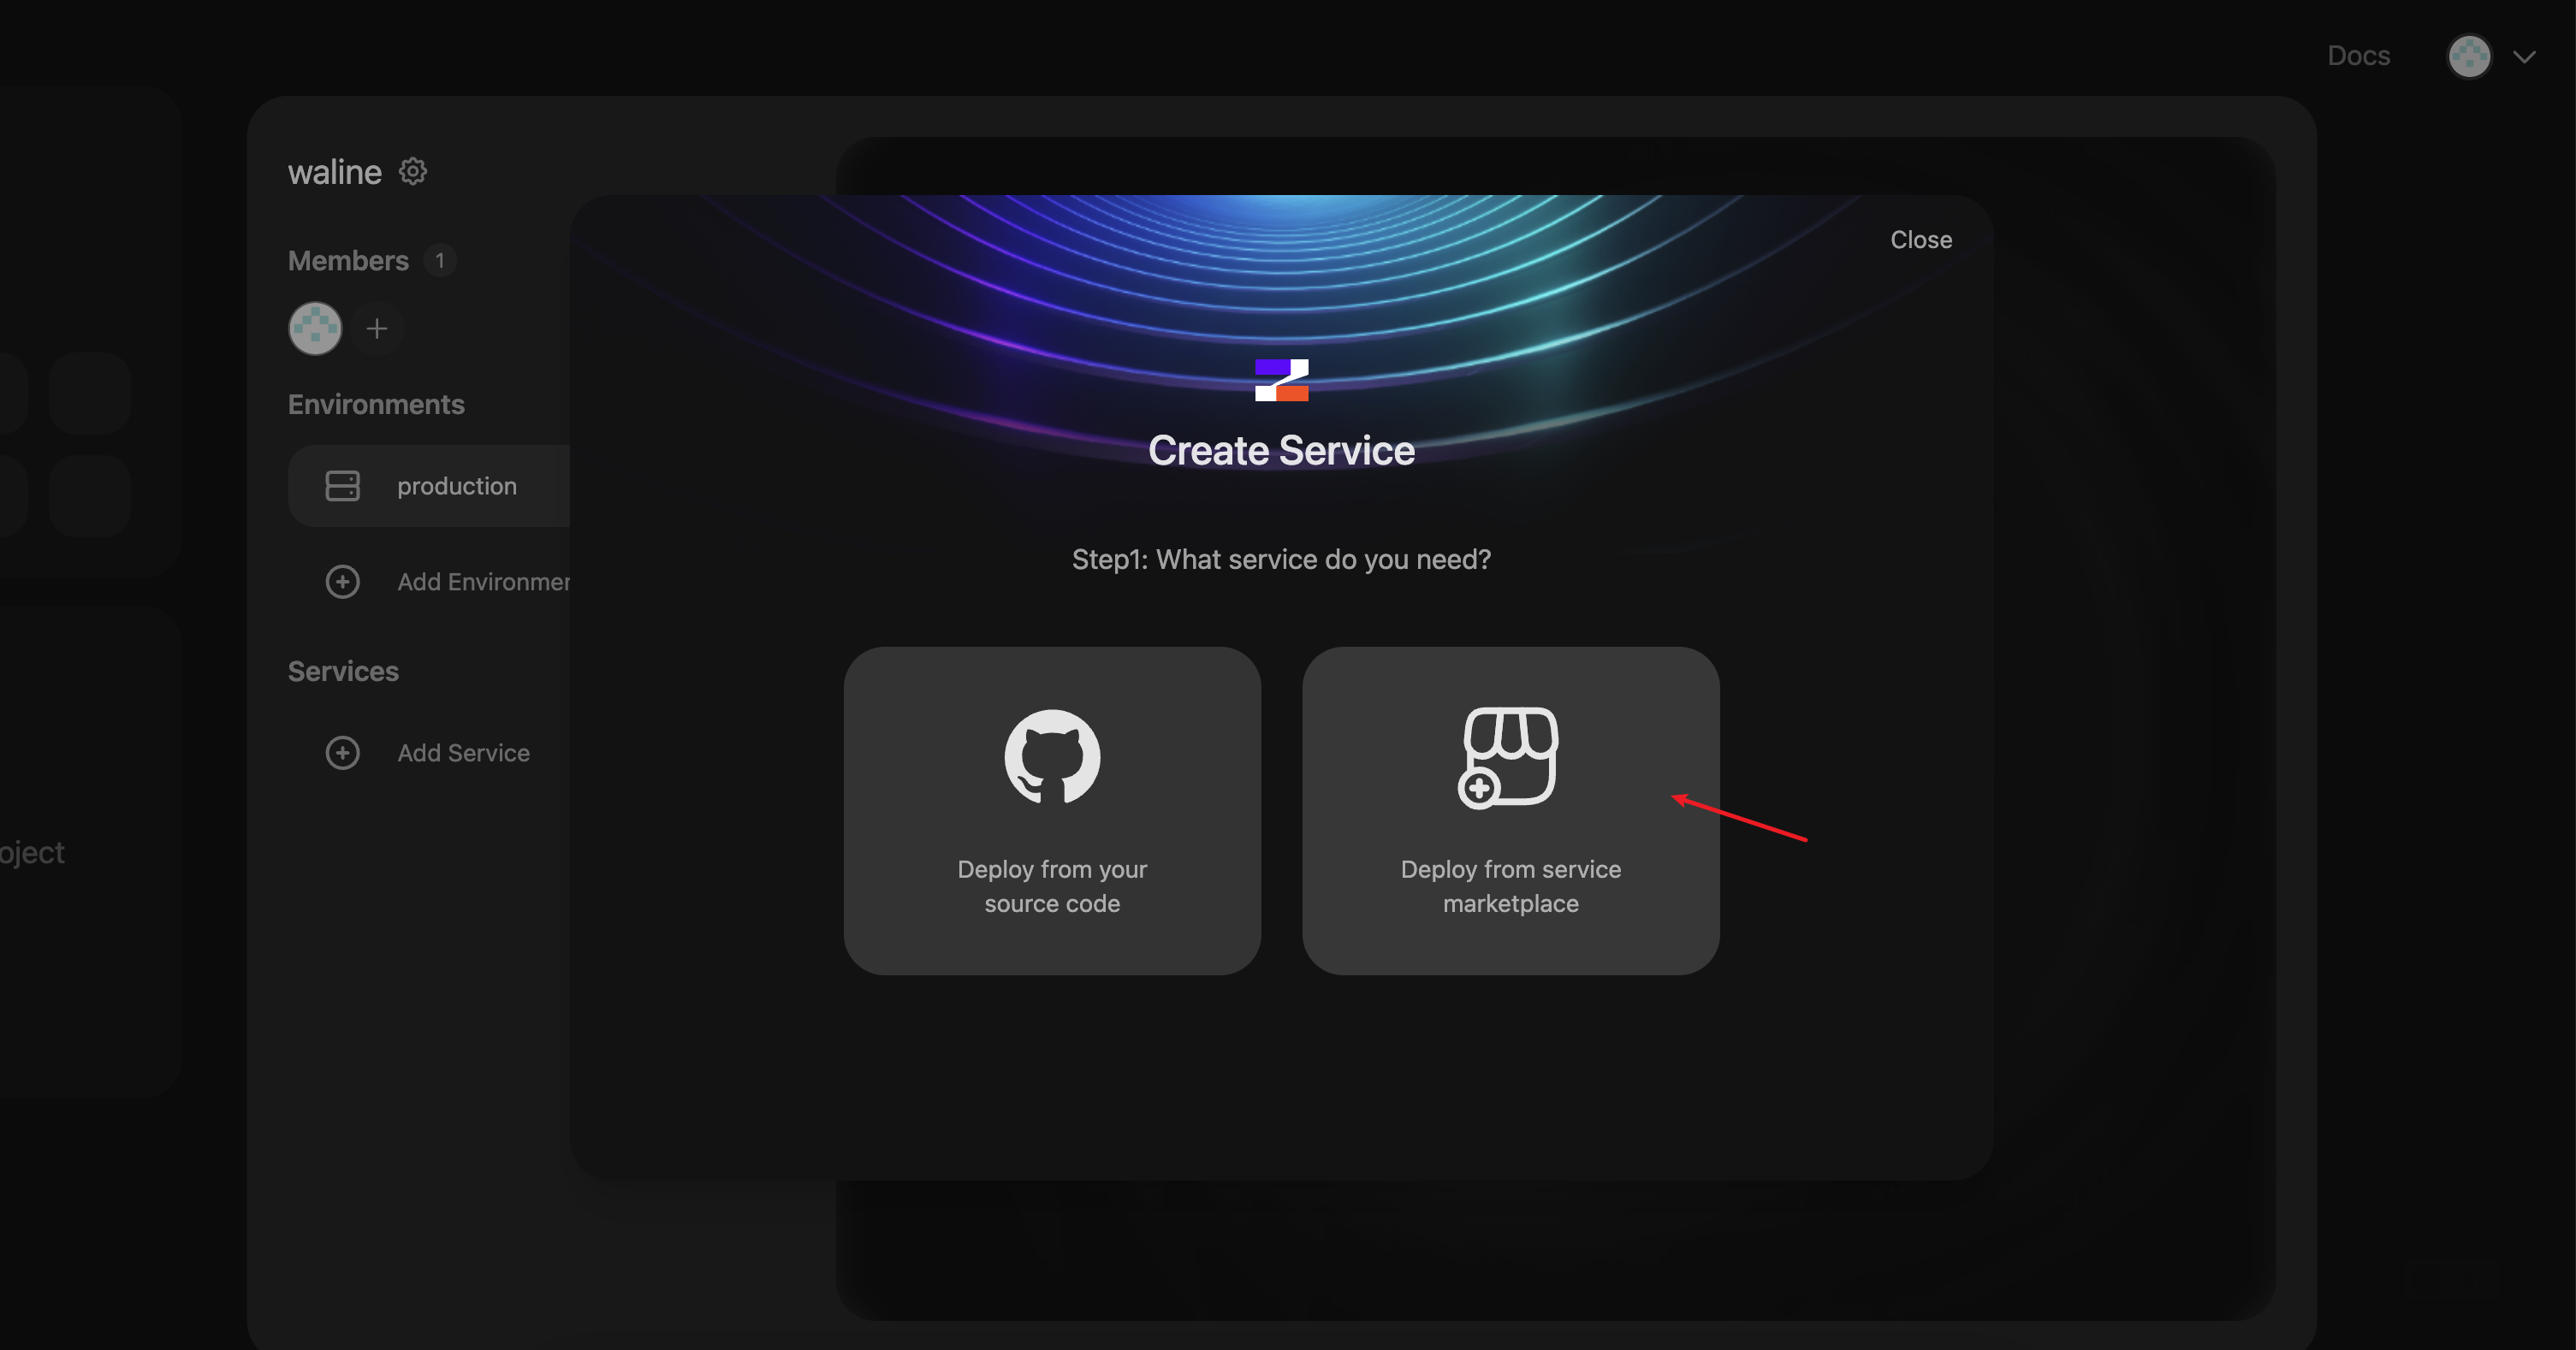 Docs
waline
Members 1
Environments
production
Add Environmen
Services
Add Service
oject
Close
Create Service
Step1: What service do you need?
Deploy from your
source code
Deploy from service
marketplace